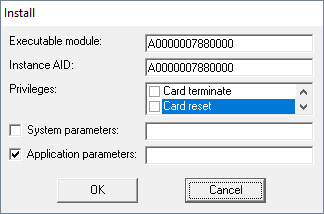 Install
Executable module: A0000007880000
Instance AID: A0000007880000
Privileges: Card terminate
Card reset
System parameters:
Application parameters:
OK Cancel